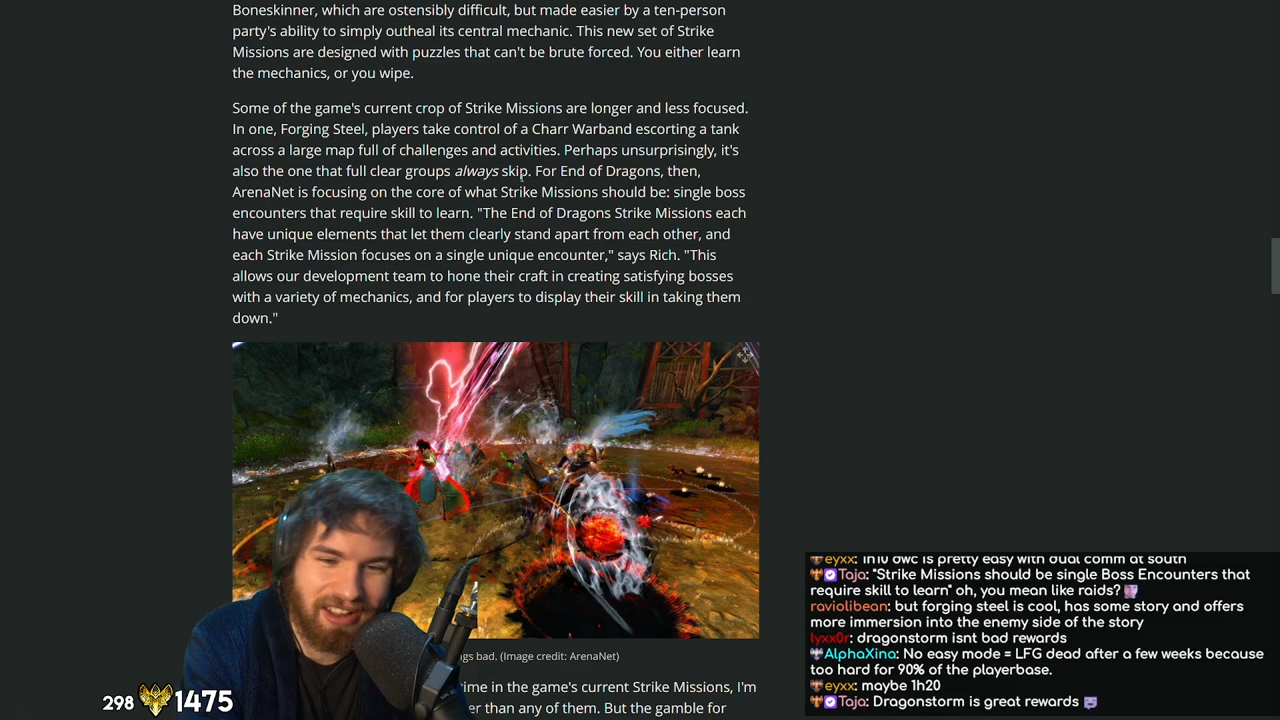 Boneskinner, which are ostensibly difficult, but made easier by a ten-person
party's ability to simply outheal its central mechanic. This new set of Strike
Missions are designed with puzzles that can't be brute forced. You either learn
the mechanics, or you wipe.
Some of the game's current crop of Strike Missions are longer and less focused.
In one, Forging Steel, players take control of a Charr Warband escorting a tank
across a large map full of challenges and activities. Perhaps unsurprisingly, it's
also the one that full clear groups always skip. For End of Dragons, then,
ArenaNet is focusing on the core of what Strike Missions should be: single boss
encounters that require skill to learn. "The End of Dragons Strike Missions each
have unique elements that let them clearly stand apart from each other, and
each Strike Mission focuses on a single unique encounter," says Rich. "This
allows our development team to hone their craft in creating satisfying bosses
with a variety of mechanics, and for players to display their skill in taking them
down."
gs bad. (Image credit: ArenaNet)
ime in the game's current Strike Missions, I'm
er than any of them. But the gamble for
298 1475
eyxx: in10 dwc is pretty easy with dual comm at south
Taja: "Strike Missions should be single Boss Encounters that
require skill to learn" oh, you mean like raids?
raviolibean: but forging steel is cool, has some story and offers
more immersion into the enemy side of the story
lyxx0r: dragonstorm isnt bad rewards
AlphaXina: No easy mode = LFG dead after a few weeks because
too hard for 90% of the playerbase.
eyxx: maybe 1h20
Taja: Dragonstorm is great rewards